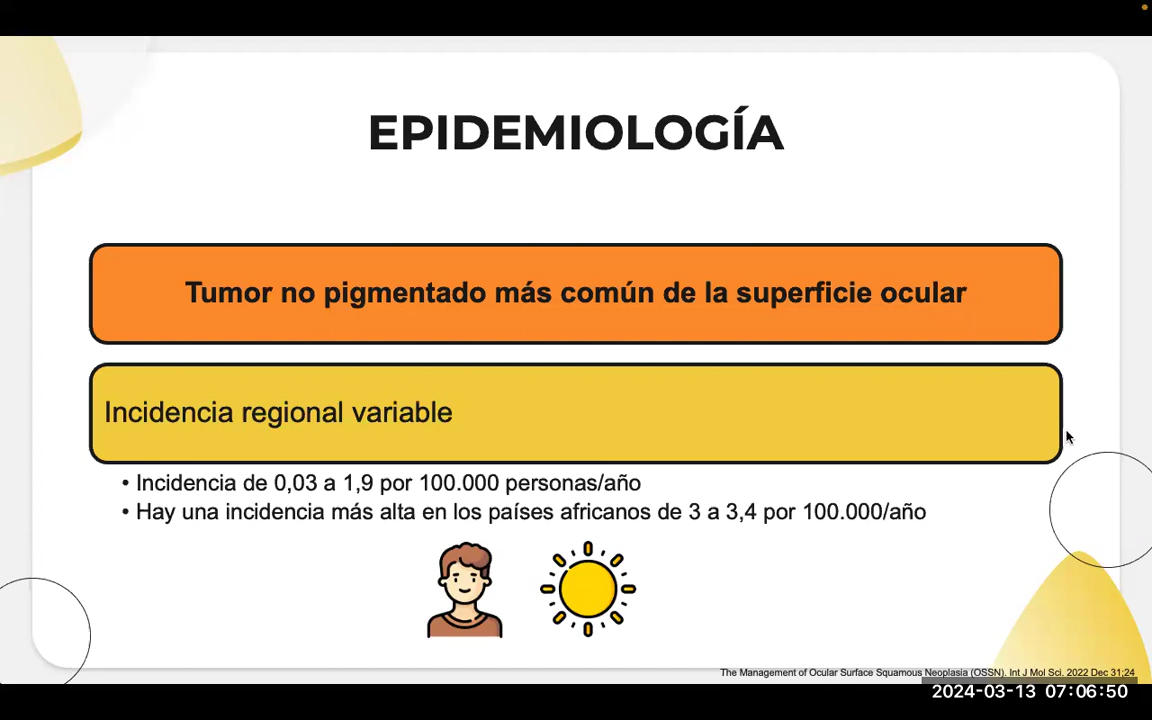 EPIDEMIOLOGÍA
Tumor no pigmentado más común de la superficie ocular
Incidencia regional variable
• Incidencia de 0,03 a 1,9 por 100.000 personas/año
• Hay una incidencia más alta en los países africanos de 3 a 3,4 por 100.000/año
The Management of Ocular Surface Squamous Neoplasia (OSSN). Int J Mol Sci. 2022 Dec 31;24
2024-03-13 07:06:50